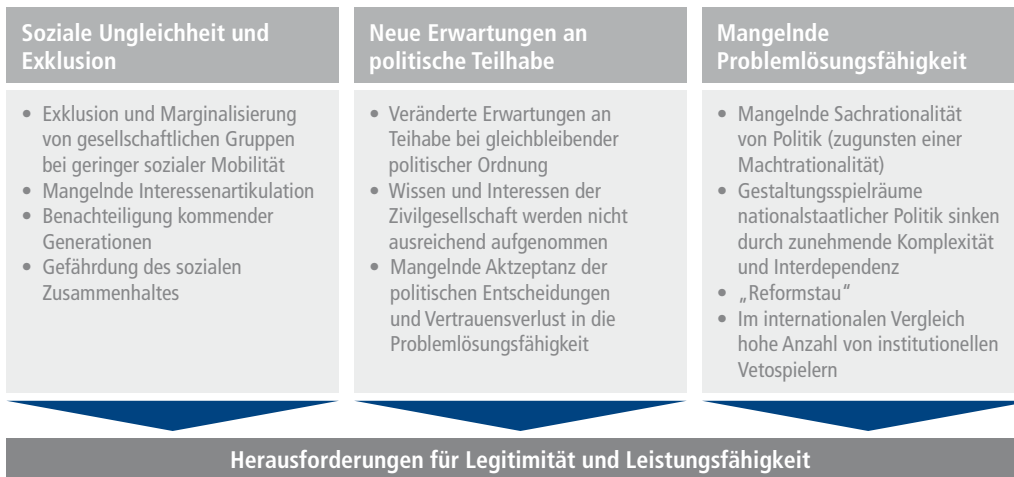 Soziale Ungleichheit und
Exklusion
• Exklusion und Marginalisierung
von gesellschaftlichen Gruppen
bei geringer sozialer Mobilität
• Mangelnde Interessenartikulation
• Benachteiligung kommender
Generationen
• Gefährdung des sozialen
Zusammenhaltes
Neue Erwartungen an
politische Teilhabe
• Veränderte Erwartungen an
Teihabe bei gleichbleibender
politischer Ordnung
• Wissen und Interessen der
Zivilgesellschaft werden nicht
ausreichend aufgenommen
• Mangelnde Aktzeptanz der
politischen Entscheidungen
und Vertrauensverlust in die
Problemlösungsfähigkeit
Mangelnde
Problemlösungsfähigkeit
• Mangelnde Sachrationalität
von Politik (zugunsten einer
Machtrationalität)
• Gestaltungsspielräume
nationalstaatlicher Politik sinken
durch zunehmende Komplexität
und Interdependenz
• „Reformstau“
• Im internationalen Vergleich
hohe Anzahl von institutionellen
Vetospielern
Herausforderungen für Legitimität und Leistungsfähigkeit